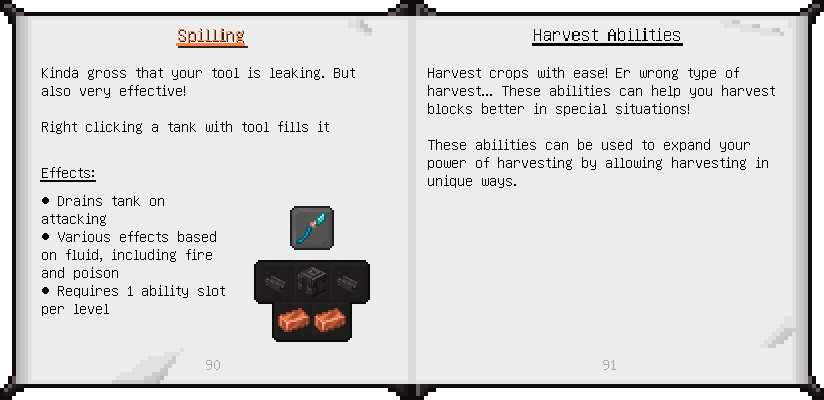 Spilling
Kinda gross that your tool is leaking. But
also very effective!
Right clicking a tank with tool fills it
Effects:
● Drains tank on
attacking
● Various effects based
on fluid, including fire
and poison
● Requires 1 ability slot
per level
90
Harvest Abilities
Harvest crops with ease! Er wrong type of
harvest... These abilities can help you harvest
blocks better in special situations!
These abilities can be used to expand your
power of harvesting by allowing harvesting in
unique ways.
91